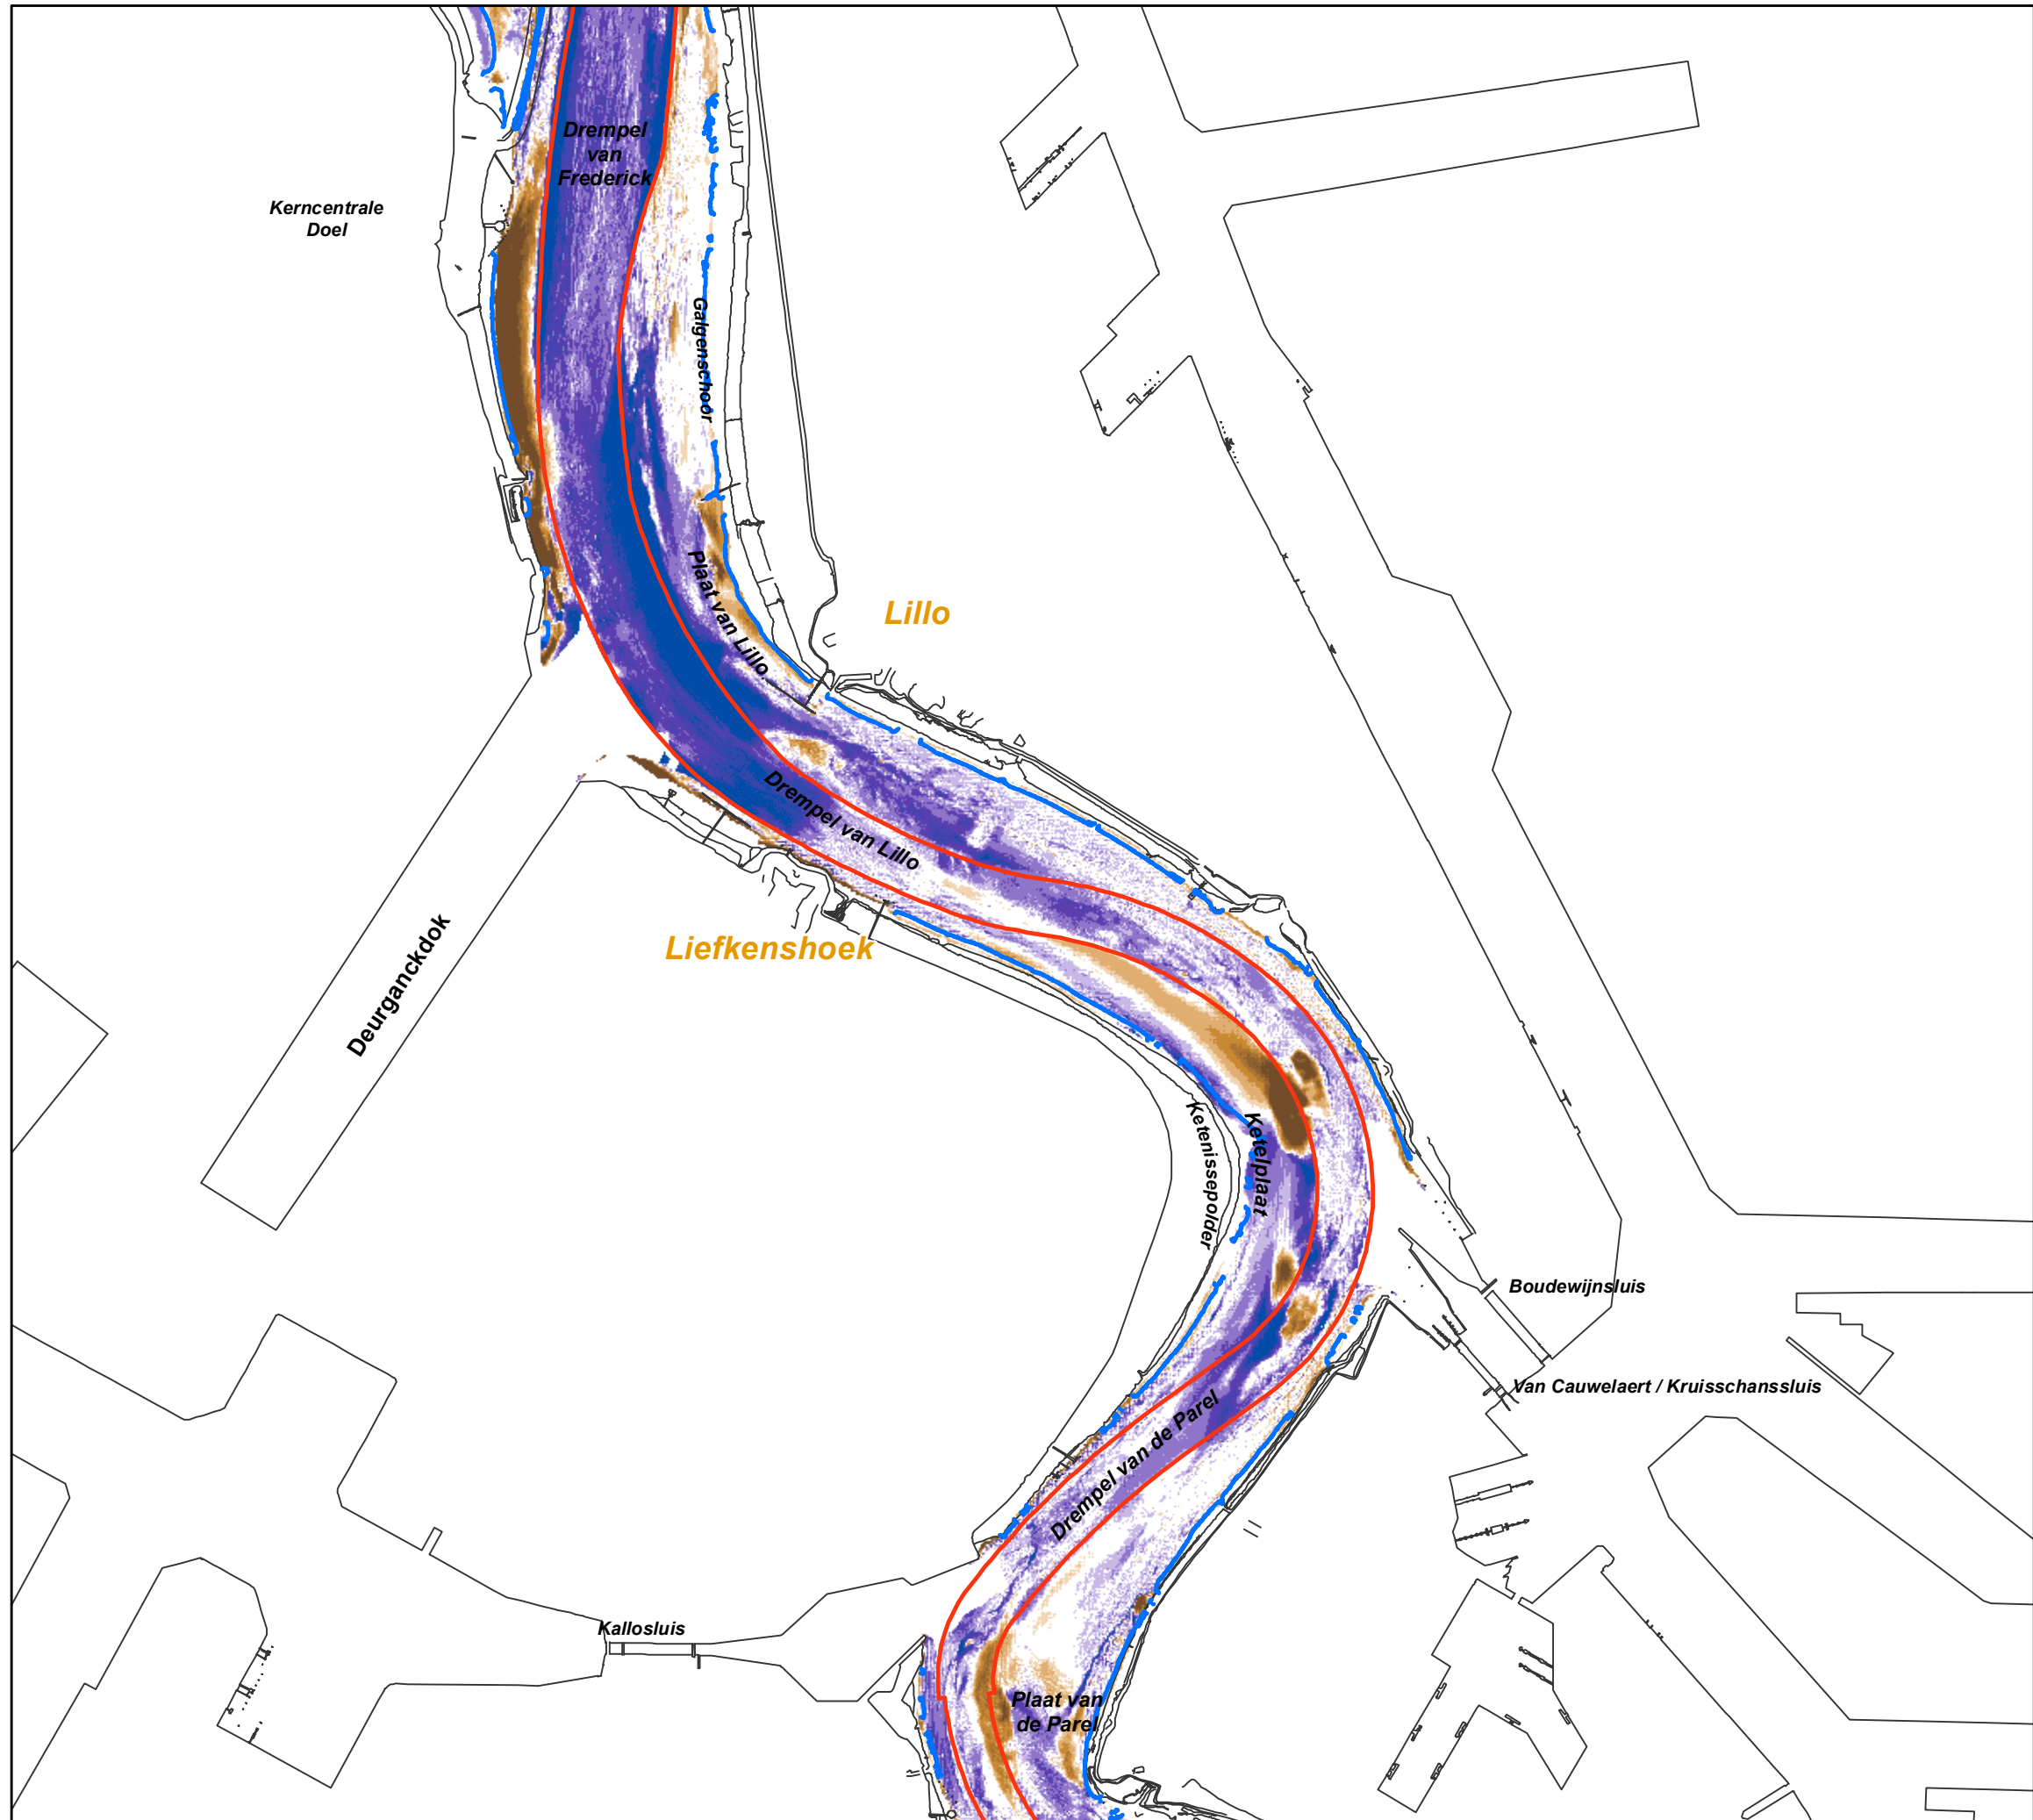 Drempel
van
Frederick
Kerncentrale
Doel
Galgenschoor
Plaat van Lillo
Lillo
Drempel van Lillo
Liefkenshoek
Deurganckdok
Ketenissepolder
Ketelplaat
Boudewijnsluis
Van Cauwelaert / Kruisschanssluis
Drempel van de Parel
Kallosluis
Plaat van
de Parel